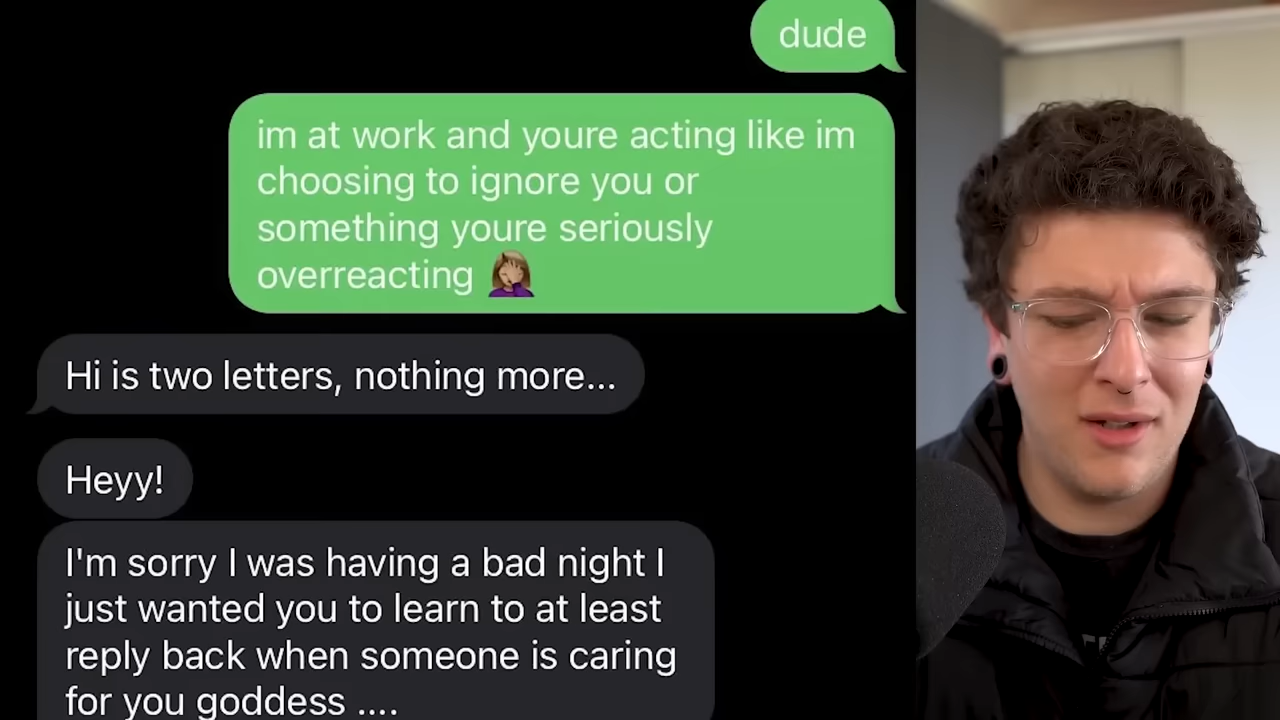 dude
im at work and youre acting like im
choosing to ignore you or
something youre seriously
overreacting 🤦🏽‍♀️
Hi is two letters, nothing more...
Heyy!
I'm sorry I was having a bad night I
just wanted you to learn to at least
reply back when someone is caring
for you goddess ....